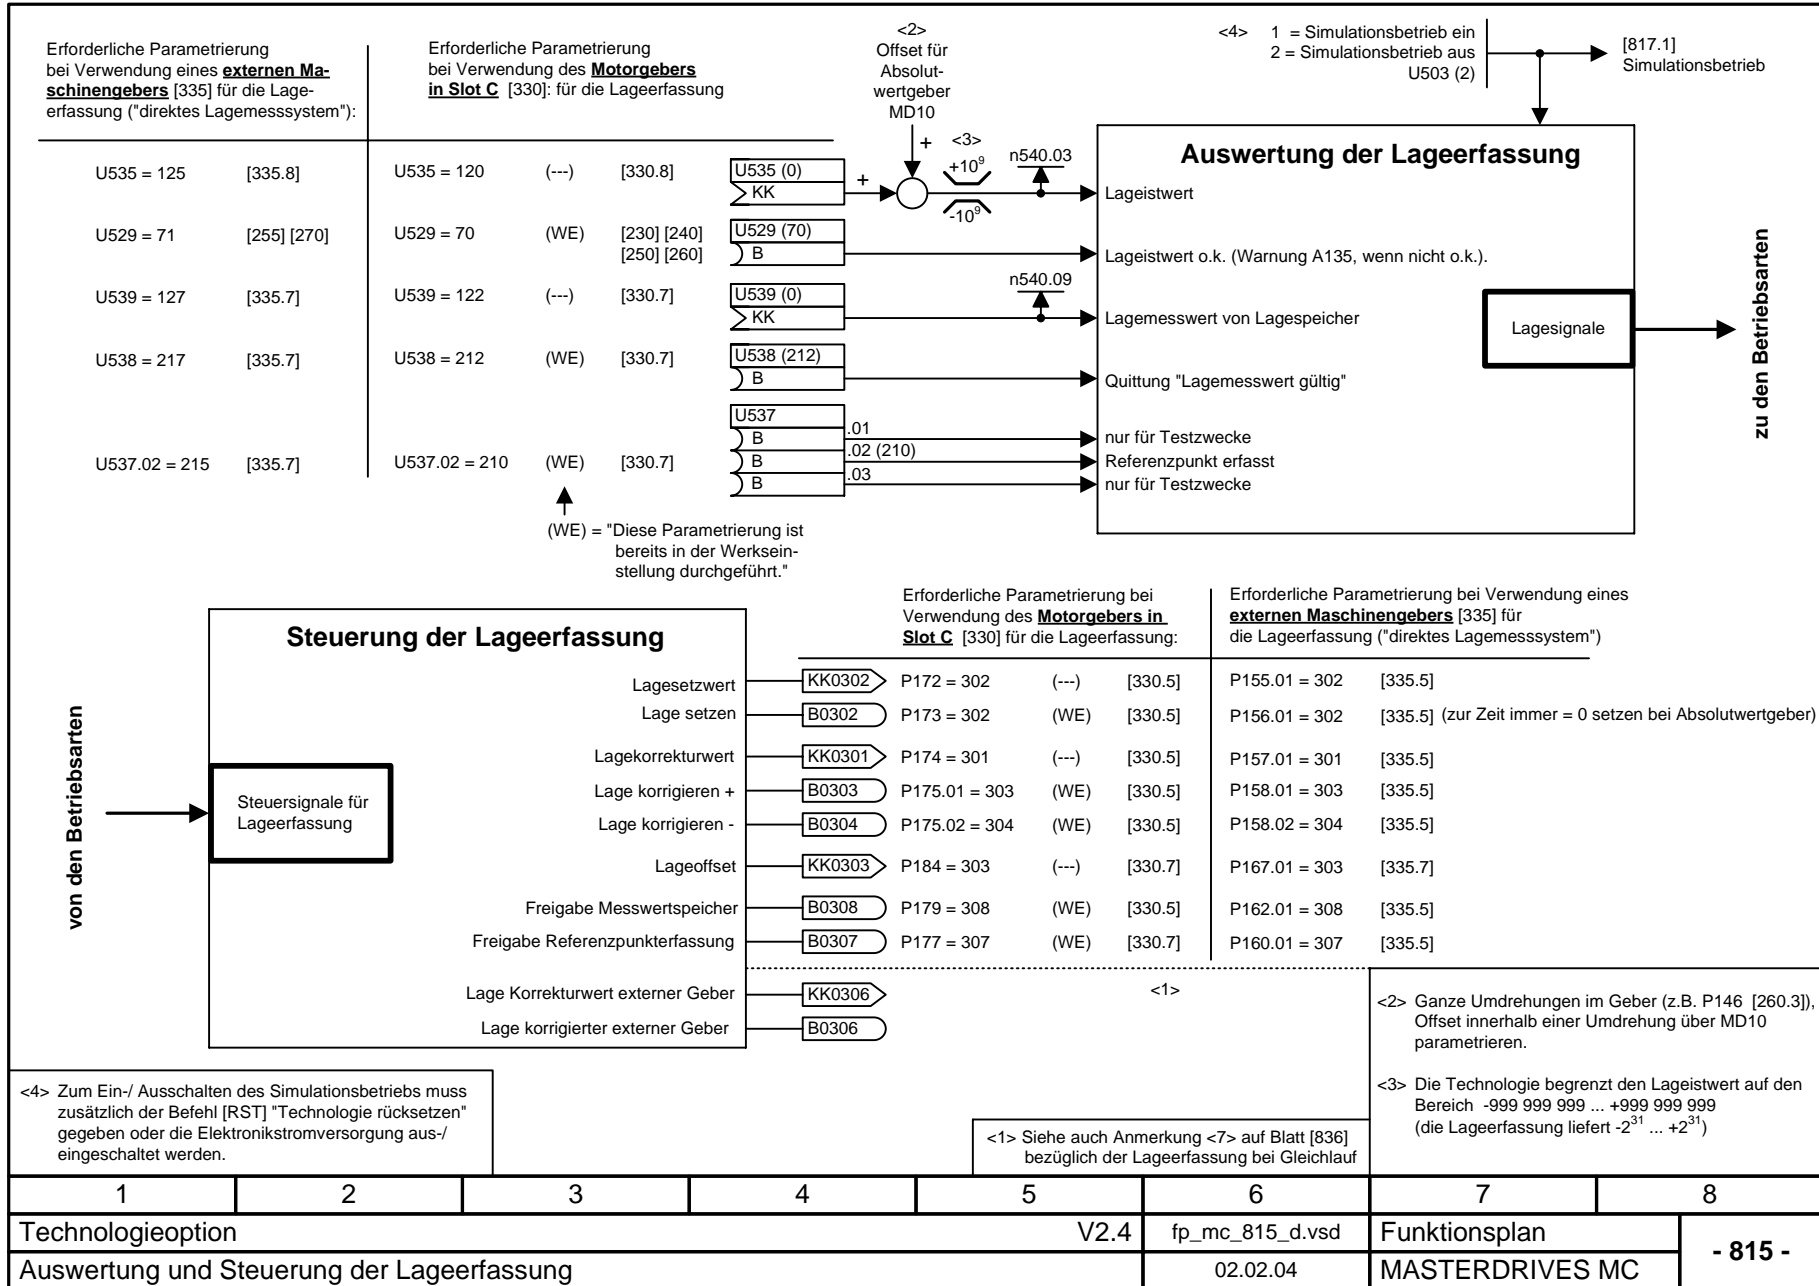 Erforderliche Parametrierung
bei Verwendung eines externen Ma-
schinengebers [335] für die Lage-
erfassung ("direktes Lagemesssystem"):
Erforderliche Parametrierung
bei Verwendung des Motorgebers
in Slot C [330]: für die Lageerfassung
<2>
Offset für
Absolut-
wertgeber
MD10
<4> 1 = Simulationsbetrieb ein
2 = Simulationsbetrieb aus
U503 (2)
[817.1]
Simulationsbetrieb
U535 = 125 [335.8] U535 = 120 (---) [330.8] U535 (0)
KK
+
+
<3>
+10⁹
-10⁹
n540.03
Auswertung der Lageerfassung
Lageistwert
U529 = 71 [255] [270] U529 = 70 (WE) [230] [240] U529 (70)
[250] [260] B
Lageistwert o.k. (Warnung A135, wenn nicht o.k.).
U539 = 127 [335.7] U539 = 122 (---) [330.7] U539 (0)
KK
n540.09
Lagemesswert von Lagespeicher
Lagesignale
zu den Betriebsarten
U538 = 217 [335.7] U538 = 212 (WE) [330.7] U538 (212)
B
Quittung "Lagemesswert gültig"
U537
B .01 nur für Testzwecke
U537.02 = 215 [335.7] U537.02 = 210 (WE) [330.7] B .02 (210) Referenzpunkt erfasst
B .03 nur für Testzwecke
(WE) = "Diese Parametrierung ist
bereits in der Werksein-
stellung durchgeführt."
Erforderliche Parametrierung bei
Verwendung des Motorgebers in
Slot C [330] für die Lageerfassung:
Erforderliche Parametrierung bei Verwendung eines
externen Maschinengebers [335] für
die Lageerfassung ("direktes Lagemesssystem")
Steuerung der Lageerfassung
von den Betriebsarten
Steuersignale für
Lageerfassung
Lagesetzwert KK0302 P172 = 302 (---) [330.5] P155.01 = 302 [335.5]
Lage setzen B0302 P173 = 302 (WE) [330.5] P156.01 = 302 [335.5] (zur Zeit immer = 0 setzen bei Absolutwertgeber)
Lagekorrekturwert KK0301 P174 = 301 (---) [330.5] P157.01 = 301 [335.5]
Lage korrigieren + B0303 P175.01 = 303 (WE) [330.5] P158.01 = 303 [335.5]
Lage korrigieren - B0304 P175.02 = 304 (WE) [330.5] P158.02 = 304 [335.5]
Lageoffset KK0303 P184 = 303 (---) [330.7] P167.01 = 303 [335.7]
Freigabe Messwertspeicher B0308 P179 = 308 (WE) [330.5] P162.01 = 308 [335.5]
Freigabe Referenzpunkterfassung B0307 P177 = 307 (WE) [330.7] P160.01 = 307 [335.5]
Lage Korrekturwert externer Geber KK0306 <1>
Lage korrigierter externer Geber B0306
<2> Ganze Umdrehungen im Geber (z.B. P146 [260.3]),
Offset innerhalb einer Umdrehung über MD10
parametrieren.
<3> Die Technologie begrenzt den Lageistwert auf den
Bereich -999 999 999 ... +999 999 999
(die Lageerfassung liefert -2³¹ ... +2³¹)
<4> Zum Ein-/ Ausschalten des Simulationsbetriebs muss
zusätzlich der Befehl [RST] "Technologie rücksetzen"
gegeben oder die Elektronikstromversorgung aus-/
eingeschaltet werden.
<1> Siehe auch Anmerkung <7> auf Blatt [836]
bezüglich der Lageerfassung bei Gleichlauf
1 2 3 4 5 6 7 8
Technologieoption V2.4 fp_mc_815_d.vsd Funktionsplan
- 815 -
Auswertung und Steuerung der Lageerfassung 02.02.04 MASTERDRIVES MC